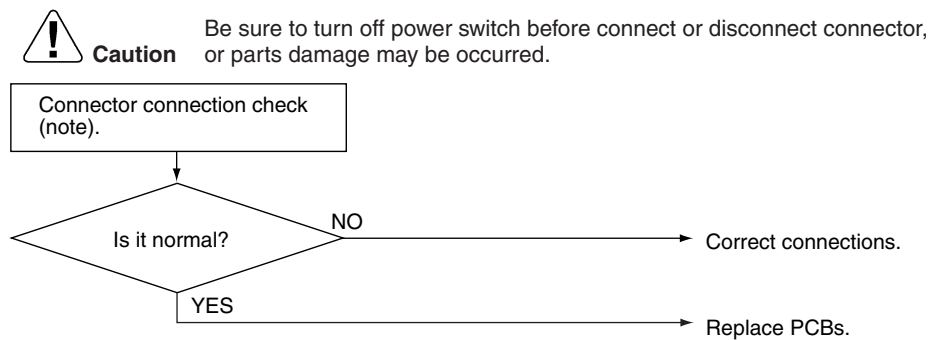 Be sure to turn off power switch before connect or disconnect connector,
Caution or parts damage may be occurred.
Connector connection check
(note).
Is it normal?
NO
Correct connections.
YES
Replace PCBs.